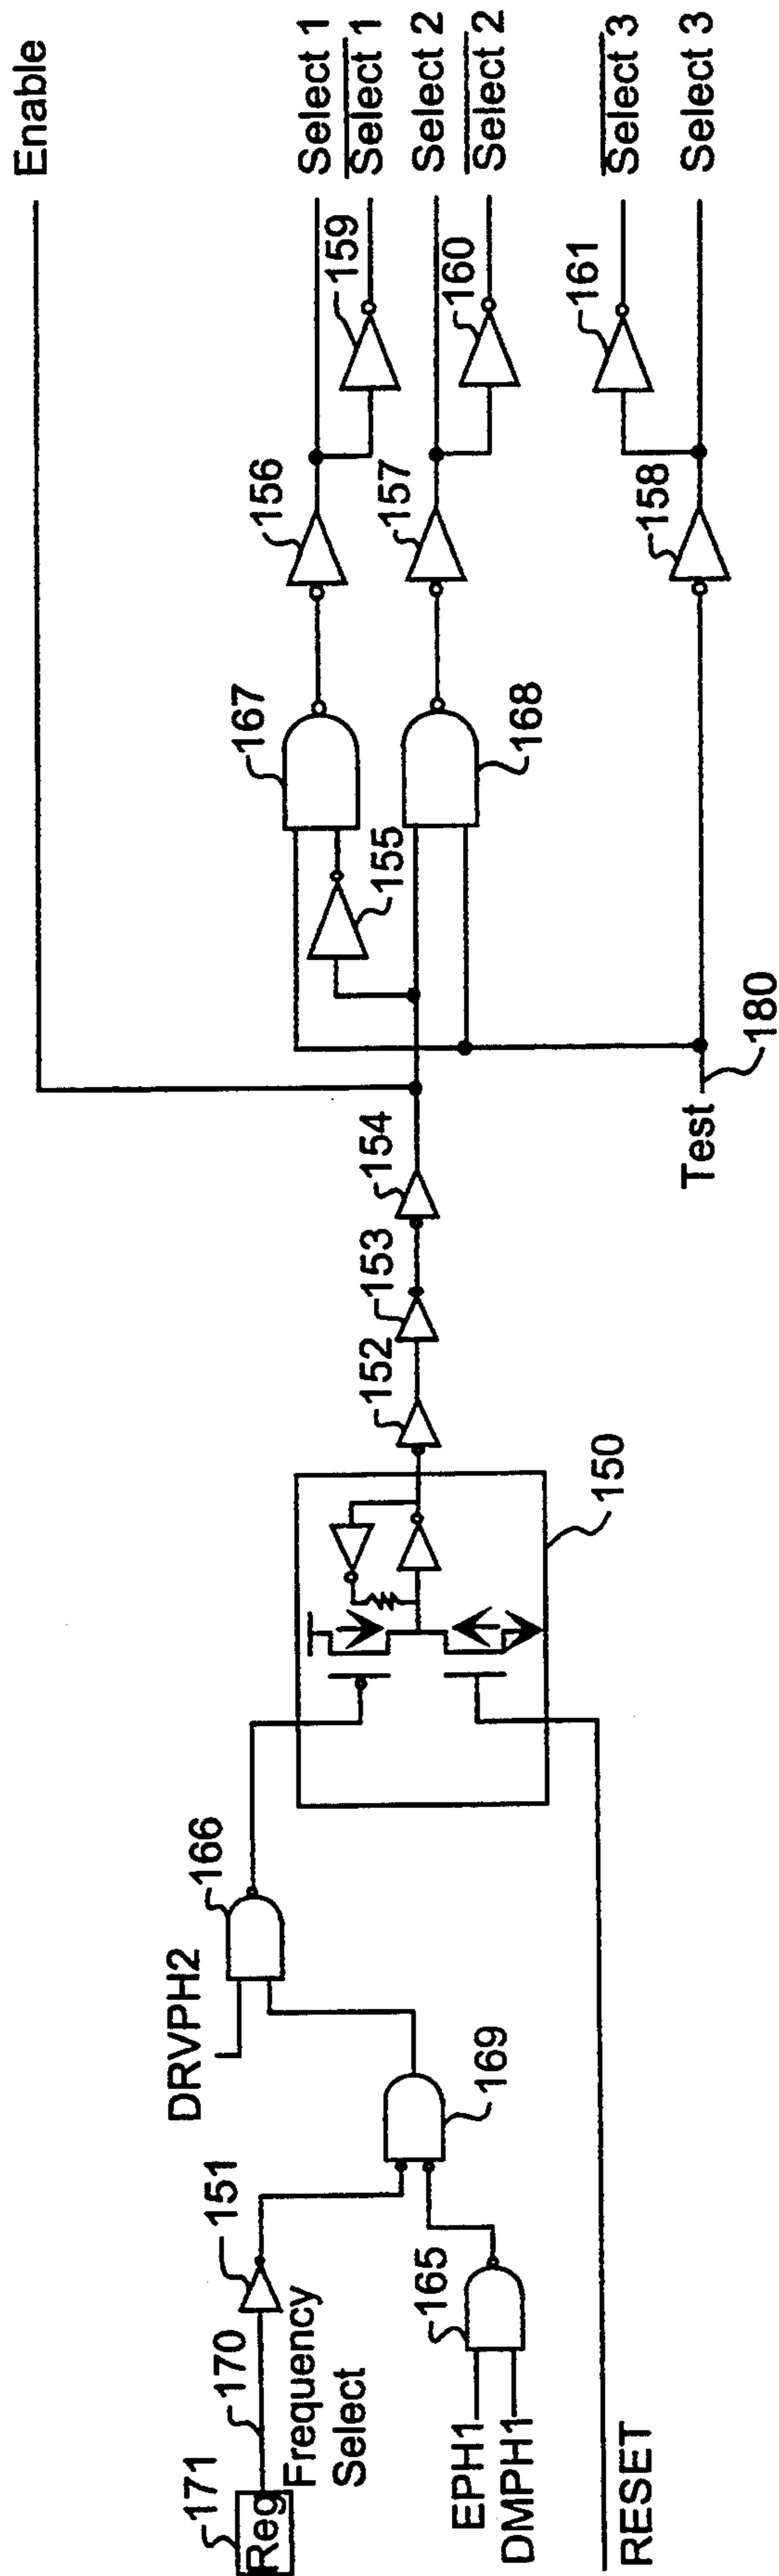 Enable
Select 1
Select 1
Select 2
Select 2
Select 3
Select 3
159
160
161
156
157
158
167
168
155
180
Test
154
153
152
150
166
DRVPH2
169
151
165
170
Frequency
Select
171
Reg
EPH1
DMPH1
RESET